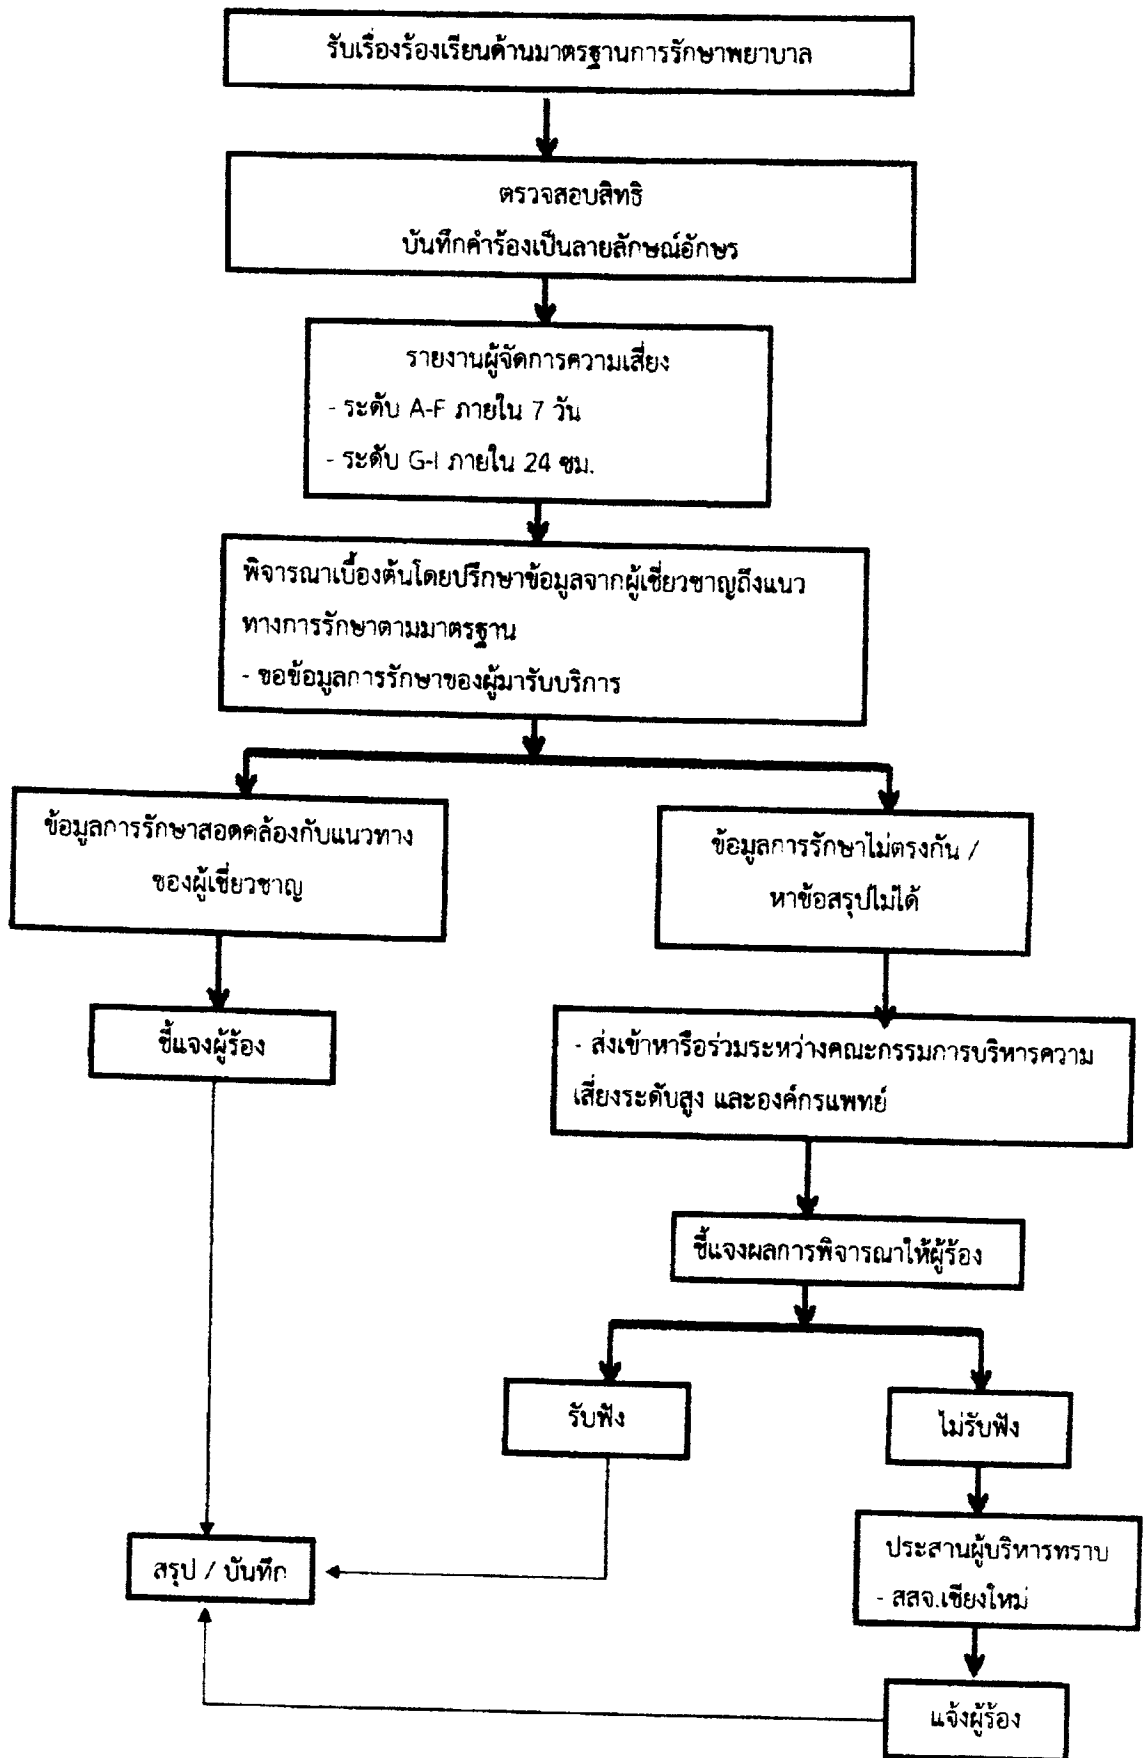 รับเรื่องร้องเรียนด้านมาตรฐานการรักษาพยาบาล
ตรวจสอบสิทธิ
บันทึกคำร้องเป็นลายลักษณ์อักษร
รายงานผู้จัดการความเสี่ยง
- ระดับ A-F ภายใน 7 วัน
- ระดับ G-I ภายใน 24 ชม.
พิจารณาเบื้องต้นโดยปรึกษาข้อมูลจากผู้เชี่ยวชาญถึงแนว
ทางการรักษาตามมาตรฐาน
- ขอข้อมูลการรักษาของผู้มารับบริการ
ข้อมูลการรักษาสอดคล้องกับแนวทาง
ของผู้เชี่ยวชาญ
ข้อมูลการรักษาไม่ตรงกัน /
หาข้อสรุปไม่ได้
ชี้แจงผู้ร้อง
- ส่งเข้าหารือร่วมระหว่างคณะกรรมการบริหารความ
เสี่ยงระดับสูง และองค์กรแพทย์
ชี้แจงผลการพิจารณาให้ผู้ร้อง
รับฟัง
ไม่รับฟัง
สรุป / บันทึก
ประสานผู้บริหารทราบ
- สสจ.เชียงใหม่
แจ้งผู้ร้อง